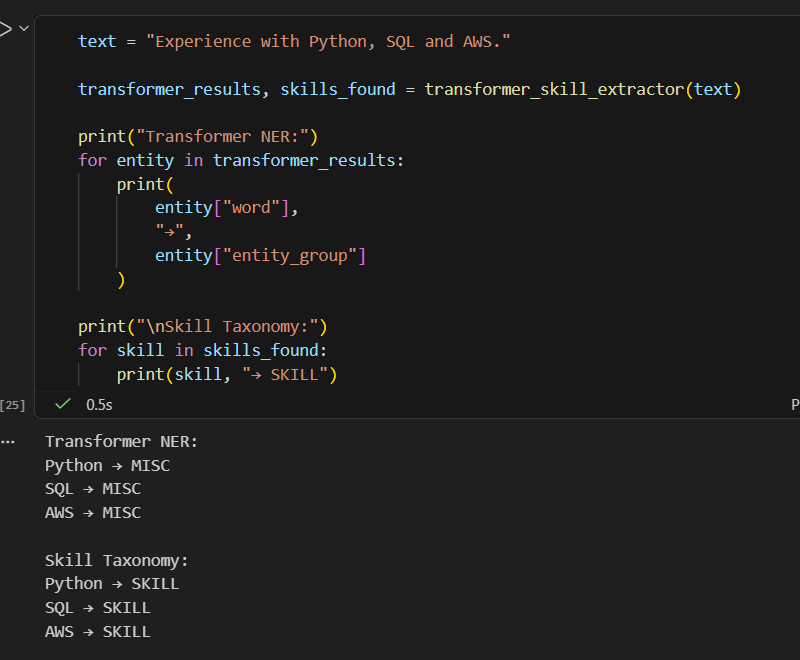 text = "Experience with Python, SQL and AWS."
transformer_results, skills_found = transformer_skill_extractor(text)
print("Transformer NER:")
for entity in transformer_results:
    print(
        entity["word"],
        "→",
        entity["entity_group"]
    )
print("\nSkill Taxonomy:")
for skill in skills_found:
    print(skill, "→ SKILL")
[25]
0.5s
P
...
Transformer NER:
Python → MISC
SQL → MISC
AWS → MISC
Skill Taxonomy:
Python → SKILL
SQL → SKILL
AWS → SKILL